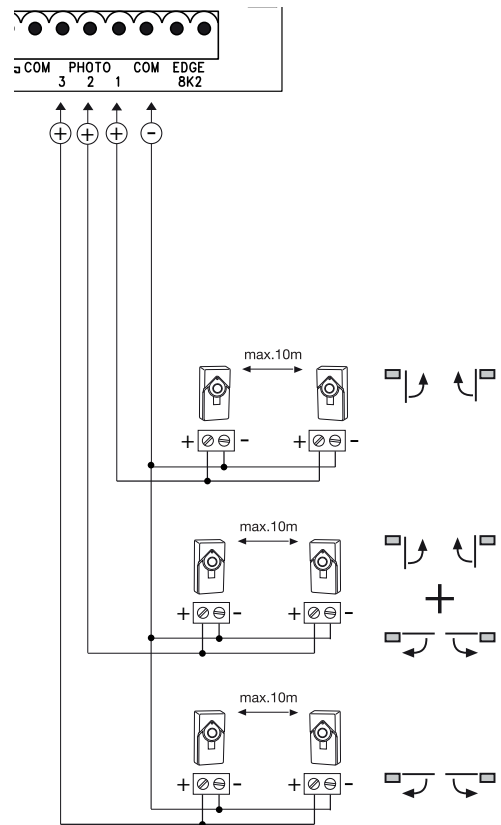 COM PHOTO COM EDGE
3 2 1 8K2
+ + + -
max.10m
+ - + -
max.10m
+ - + -
+
max.10m
+ - + -